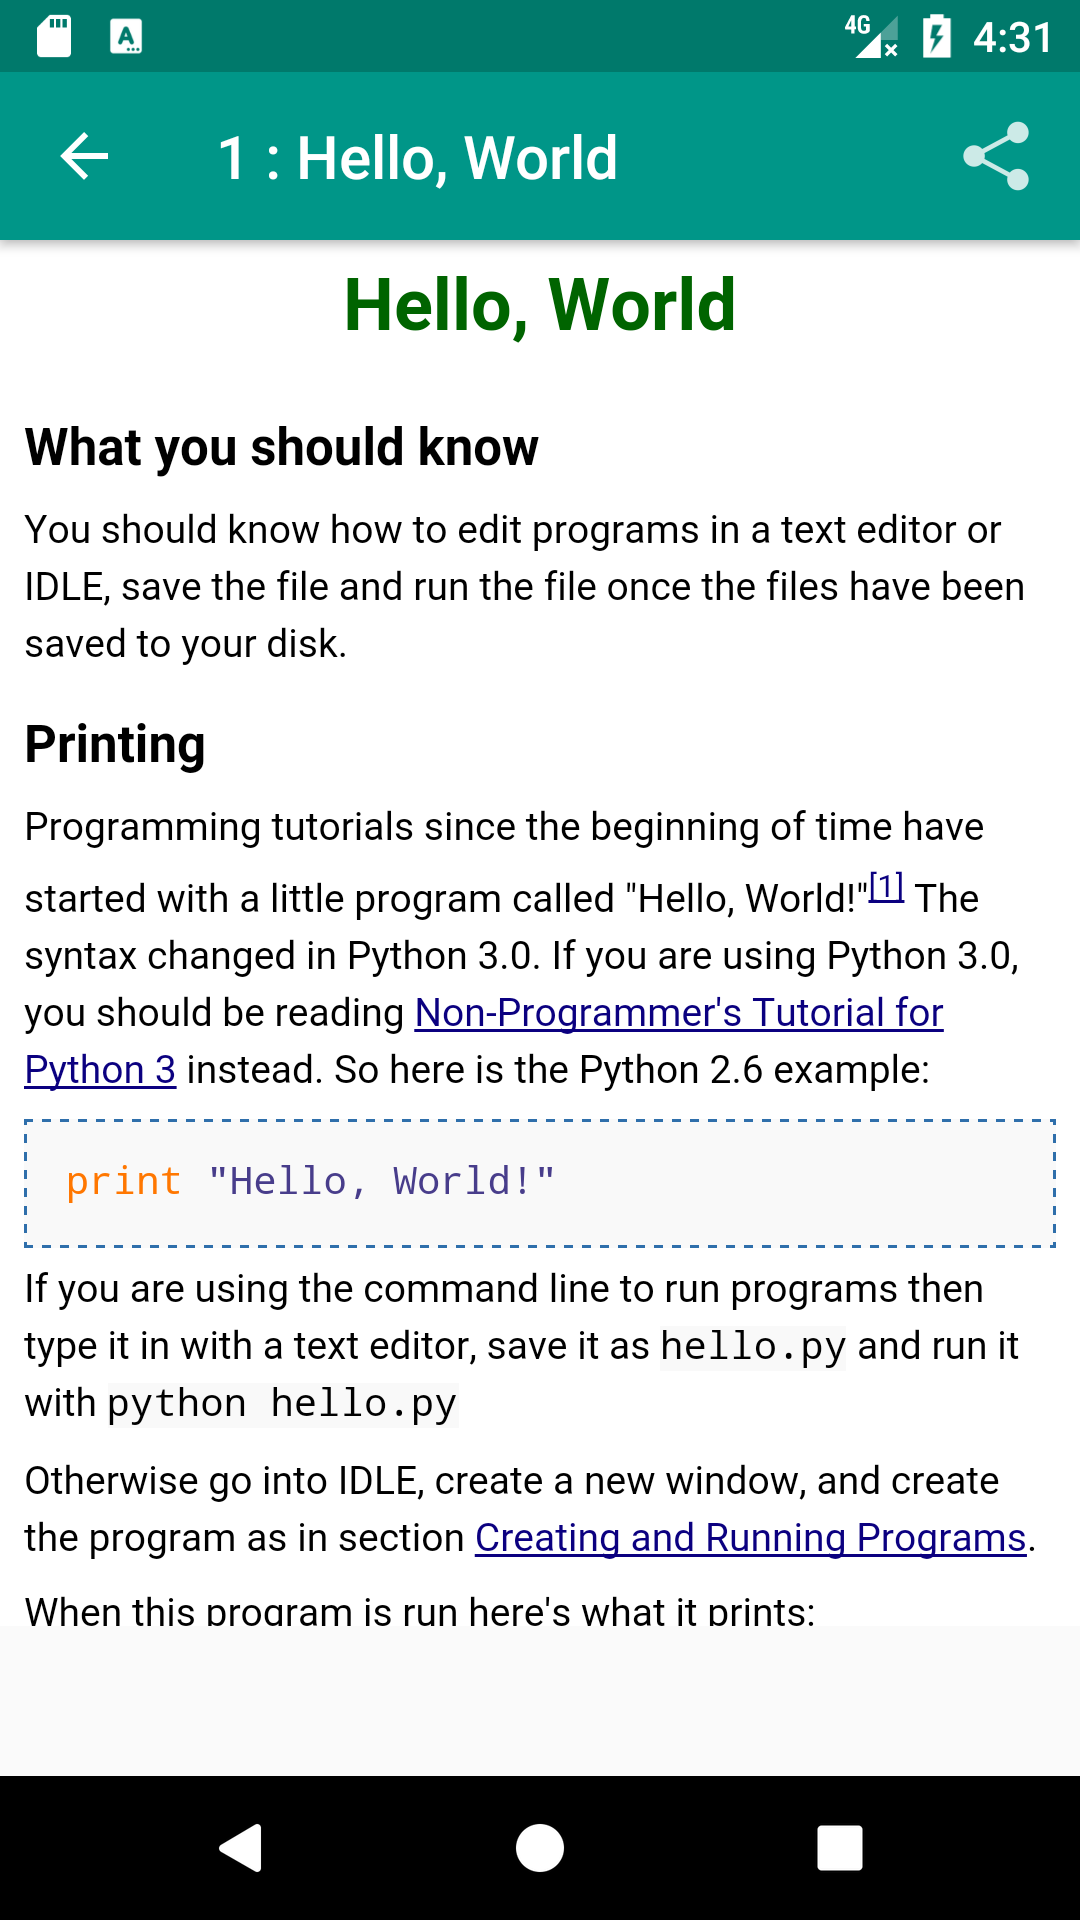 4G 4:31
1 : Hello, World
Hello, World
What you should know
You should know how to edit programs in a text editor or
IDLE, save the file and run the file once the files have been
saved to your disk.
Printing
Programming tutorials since the beginning of time have
started with a little program called "Hello, World!"[1] The
syntax changed in Python 3.0. If you are using Python 3.0,
you should be reading Non-Programmer's Tutorial for
Python 3 instead. So here is the Python 2.6 example:
print "Hello, World!"
If you are using the command line to run programs then
type it in with a text editor, save it as hello.py and run it
with python hello.py
Otherwise go into IDLE, create a new window, and create
the program as in section Creating and Running Programs.
When this program is run here's what it prints: